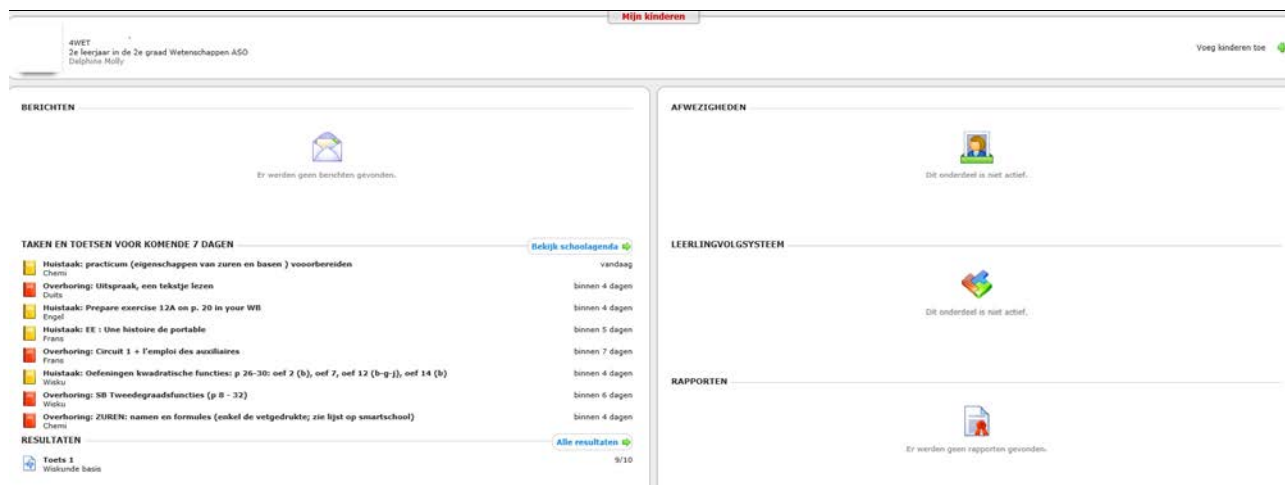 Mijn kinderen
4WET
2e leerjaar in de 2e graad Wetenschappen ASO
Delphine Molly
Voeg kinderen toe
BERICHTEN
Er werden geen berichten gevonden.
TAKEN EN TOETSEN VOOR KOMENDE 7 DAGEN
Bekijk schoolagenda
Huistaak: practicum (eigenschappen van zuren en basen ) vooorbereiden
vandaag
Chemi
Overhoring: Uitspraak, een tekstje lezen
binnen 4 dagen
Duits
Huistaak: Prepare exercise 12A on p. 20 in your WB
binnen 4 dagen
Engel
Huistaak: EE : Une histoire de portable
binnen 5 dagen
Frans
Overhoring: Circuit 1 + l'emploi des auxiliaires
binnen 7 dagen
Frans
Huistaak: Oefeningen kwadratische functies: p 26-30: oef 2 (b), oef 7, oef 12 (b-g-j), oef 14 (b)
binnen 4 dagen
Wisku
Overhoring: SB Tweedegraadsfuncties (p 8 - 32)
binnen 6 dagen
Wisku
Overhoring: ZUREN: namen en formules (enkel de vetgedrukte; zie lijst op smartschool)
binnen 4 dagen
Chemi
RESULTATEN
Alle resultaten
Toets 1
9/10
Wiskunde basis
AFWEZIGHEDEN
Dit onderdeel is niet actief.
LEERLINGVOLGSYSTEEM
Dit onderdeel is niet actief.
RAPPORTEN
Er werden geen rapporten gevonden.